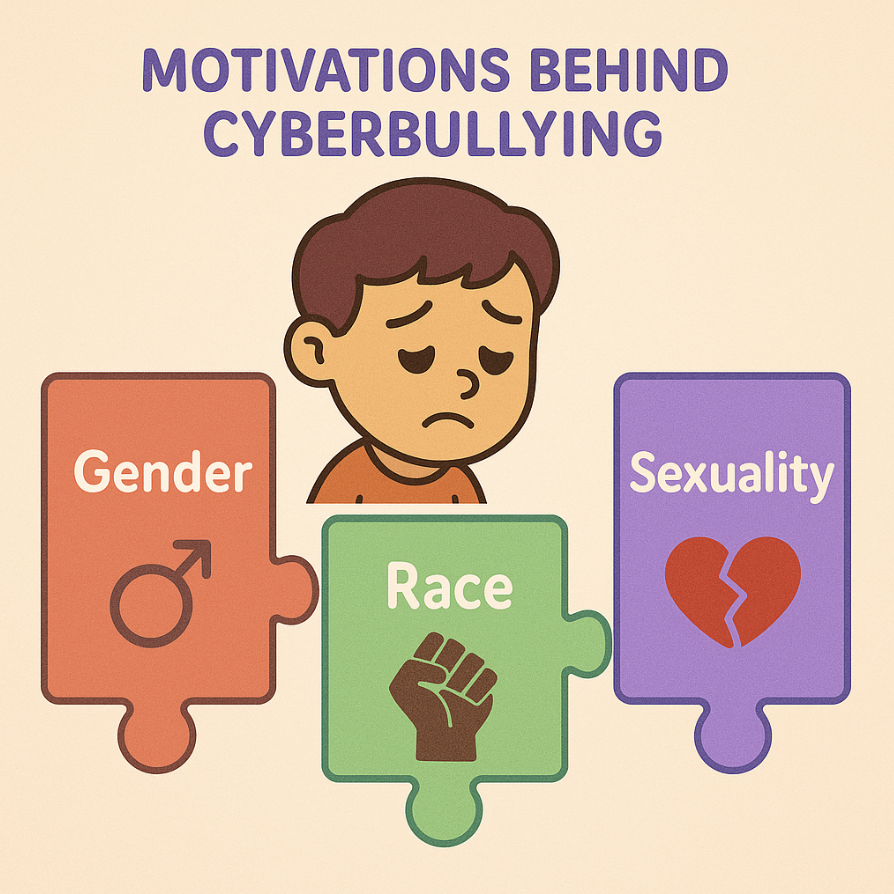 MOTIVATIONS BEHIND
CYBERBULLYING
Gender
Race
Sexuality